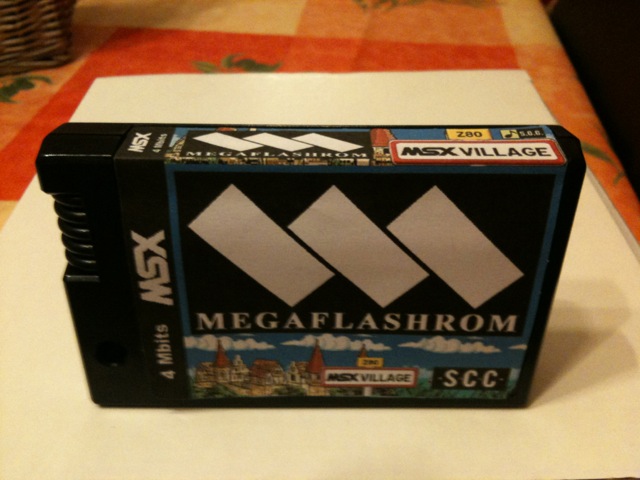 MSX
4 Mbits
MEGAFLASHROM
Z80
MSX VILLAGE
MSX
4 Mbits
MEGAFLASHROM
MSX VILLAGE
SCC